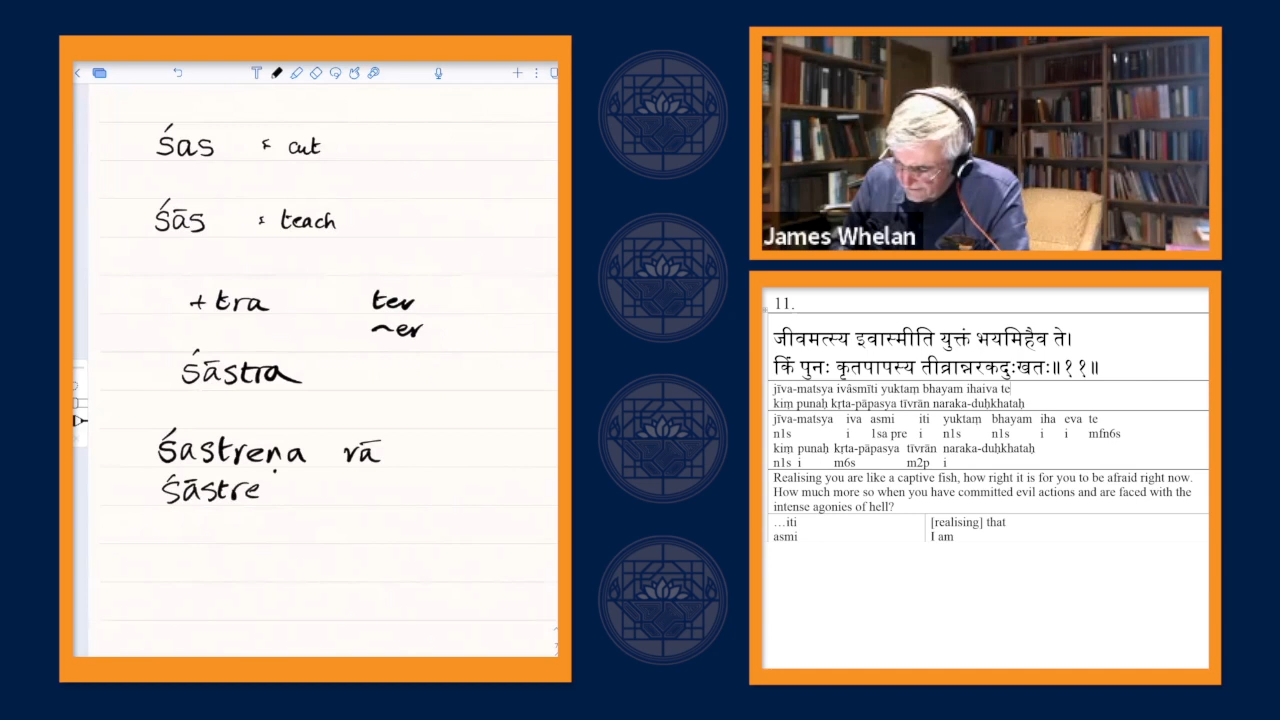 śas = cut
śās = teach
+ tra ter
~er
śāstra
śastreṇa rā
śāstre
James Whelan
11.
जीवमत्स्य इवास्मीति युक्तं भयमिहैव ते।
किं पुनः कृतपापस्य तीव्रान्नरकदुःखतः॥११॥
jīva-matsya ivāsmīti yuktaṃ bhayam ihaiva te
kiṃ punaḥ kṛta-pāpasya tīvrān naraka-duḥkhataḥ
jīva-matsya iva asmi iti yuktaṃ bhayam iha eva te
n1s i 1sa pre i n1s n1s i i mfn6s
kiṃ punaḥ kṛta-pāpasya tīvrān naraka-duḥkhataḥ
n1s i m6s m2p i
Realising you are like a captive fish, how right it is for you to be afraid right now.
How much more so when you have committed evil actions and are faced with the
intense agonies of hell?
…iti [realising] that
asmi I am